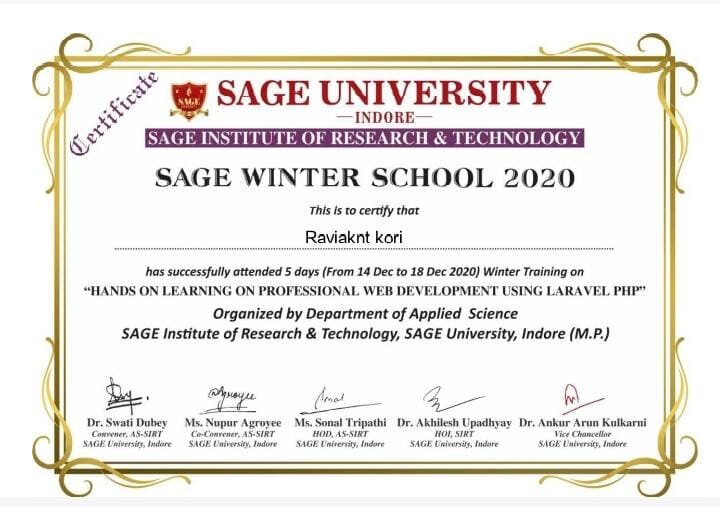 Certificate
SAGE
SAGE UNIVERSITY
INDORE
SAGE INSTITUTE OF RESEARCH & TECHNOLOGY
SAGE WINTER SCHOOL 2020
This is to certify that
Raviaknt kori
has successfully attended 5 days (From 14 Dec to 18 Dec 2020) Winter Training on
“HANDS ON LEARNING ON PROFESSIONAL WEB DEVELOPMENT USING LARAVEL PHP”
Organized by Department of Applied Science
SAGE Institute of Research & Technology, SAGE University, Indore (M.P.)
Dr. Swati Dubey Ms. Nupur Agroyee Ms. Sonal Tripathi Dr. Akhilesh Upadhyay Dr. Ankur Arun Kulkarni
Convener, AS-SIRT Co-Convener, AS-SIRT HOD, AS-SIRT HOI, SIRT Vice Chancellor
SAGE University, Indore SAGE University, Indore SAGE University, Indore SAGE University, Indore SAGE University, Indore